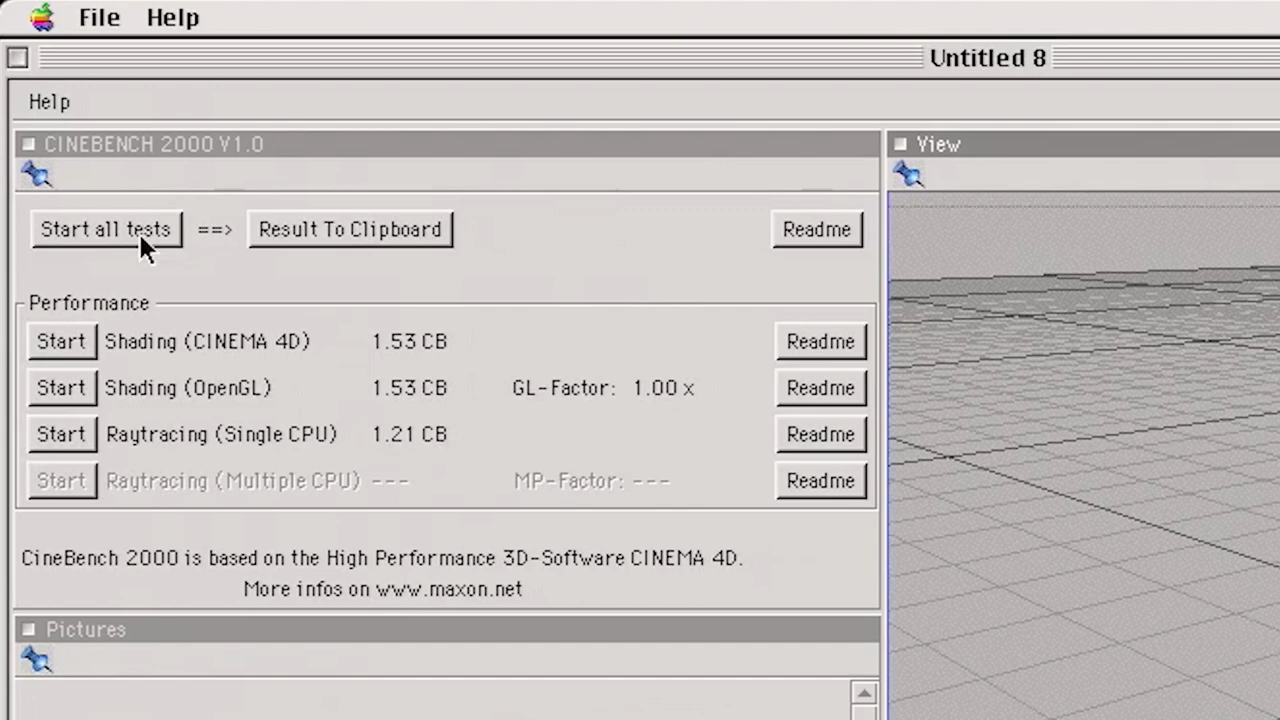 File Help
Untitled 8
Help
CINEBENCH 2000 V1.0
View
Start all tests ==> Result To Clipboard Readme
Performance
Start Shading (CINEMA 4D) 1.53 CB Readme
Start Shading (OpenGL) 1.53 CB GL-Factor: 1.00 x Readme
Start Raytracing (Single CPU) 1.21 CB Readme
Start Raytracing (Multiple CPU) --- MP-Factor: --- Readme
CineBench 2000 is based on the High Performance 3D-Software CINEMA 4D.
More infos on www.maxon.net
Pictures